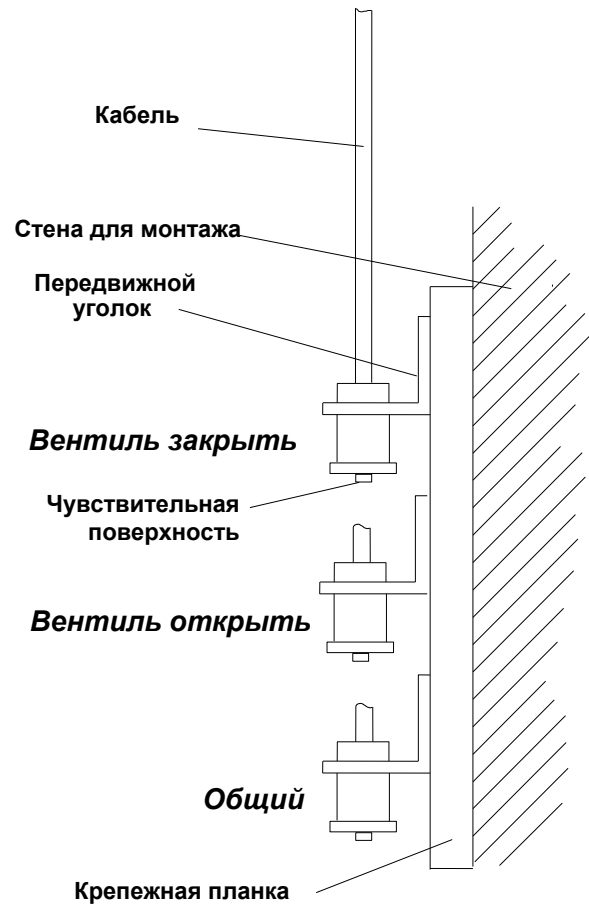 Кабель
Стена для монтажа
Передвижной
уголок
Вентиль закрыть
Чувствительная
поверхность
Вентиль открыть
Общий
Крепежная планка